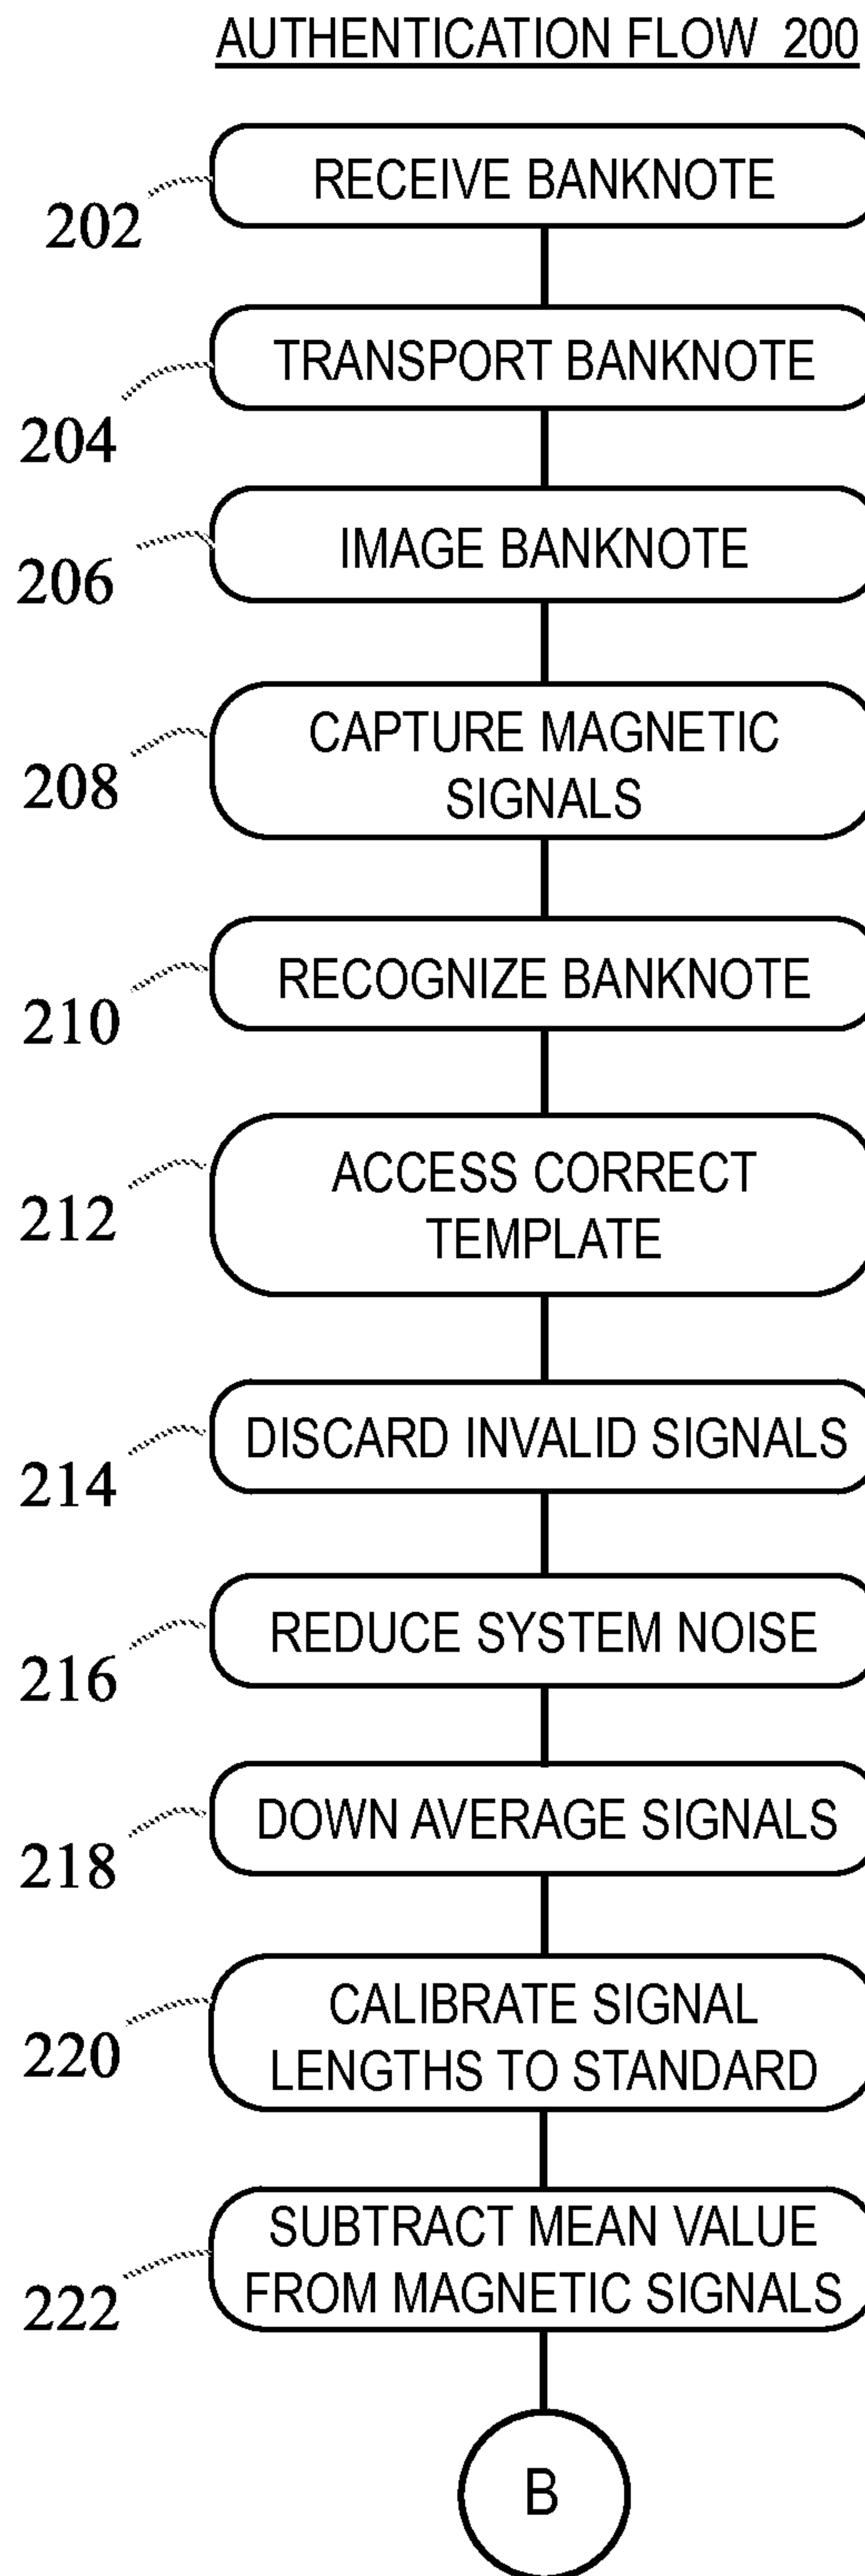 AUTHENTICATION FLOW 200
RECEIVE BANKNOTE
202
TRANSPORT BANKNOTE
204
IMAGE BANKNOTE
206
CAPTURE MAGNETIC
SIGNALS
208
RECOGNIZE BANKNOTE
210
ACCESS CORRECT
TEMPLATE
212
DISCARD INVALID SIGNALS
214
REDUCE SYSTEM NOISE
216
DOWN AVERAGE SIGNALS
218
CALIBRATE SIGNAL
LENGTHS TO STANDARD
220
SUBTRACT MEAN VALUE
FROM MAGNETIC SIGNALS
222
B